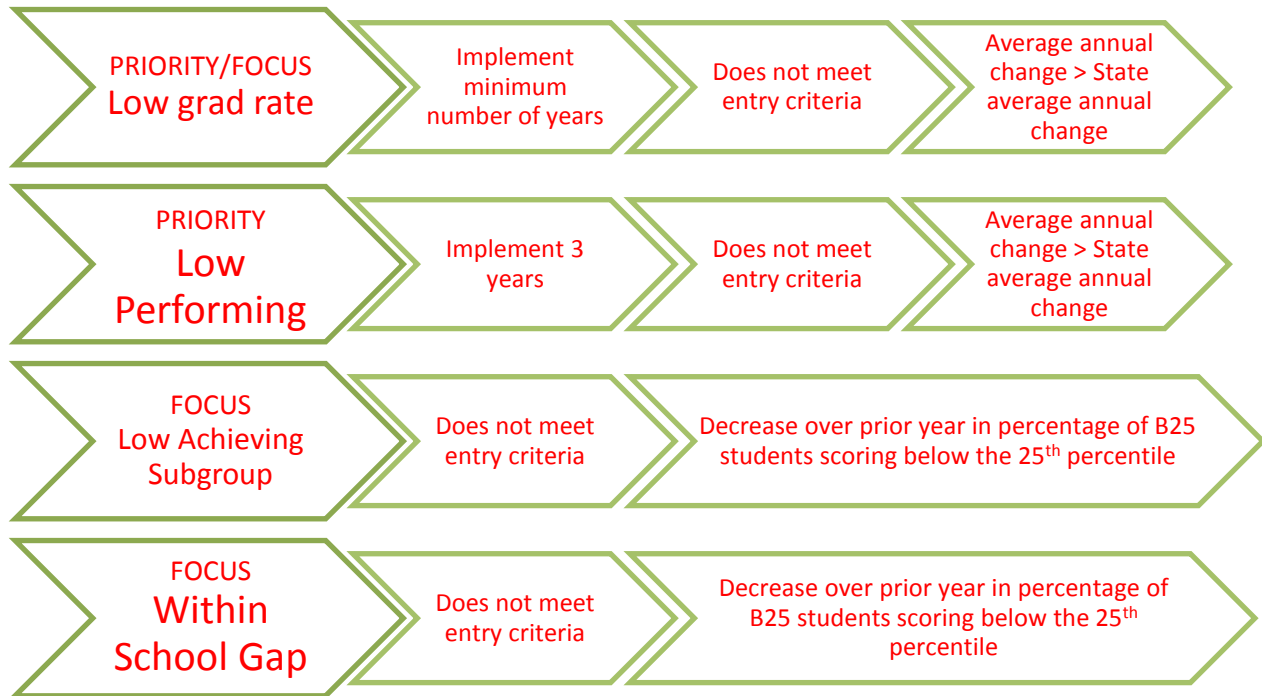 PRIORITY/FOCUS
Low grad rate
Implement
minimum
number of years
Does not meet
entry criteria
Average annual
change > State
average annual
change
PRIORITY
Low
Performing
Implement 3
years
Does not meet
entry criteria
Average annual
change > State
average annual
change
FOCUS
Low Achieving
Subgroup
Does not meet
entry criteria
Decrease over prior year in percentage of B25
students scoring below the 25th percentile
FOCUS
Within
School Gap
Does not meet
entry criteria
Decrease over prior year in percentage of
B25 students scoring below the 25th
percentile